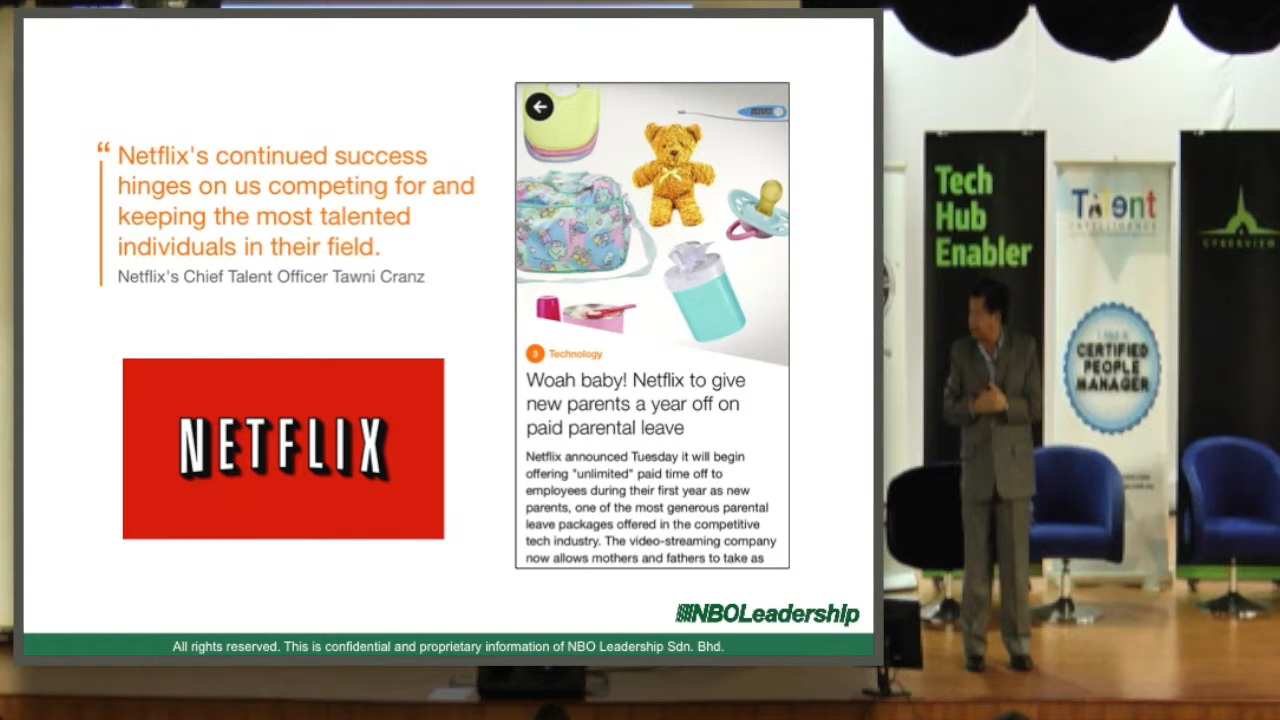 “ Netflix's continued success
hinges on us competing for and
keeping the most talented
individuals in their field.
Netflix's Chief Talent Officer Tawni Cranz
NETFLIX
3 Technology
Woah baby! Netflix to give
new parents a year off on
paid parental leave
Netflix announced Tuesday it will begin
offering "unlimited" paid time off to
employees during their first year as new
parents, one of the most generous parental
leave packages offered in the competitive
tech industry. The video-streaming company
now allows mothers and fathers to take as
NBOLeadership
All rights reserved. This is confidential and proprietary information of NBO Leadership Sdn. Bhd.
Tech
Hub
Enabler
Talent
INTELLIGENCE
I AM A
CERTIFIED
PEOPLE
MANAGER
CYBERVIEW